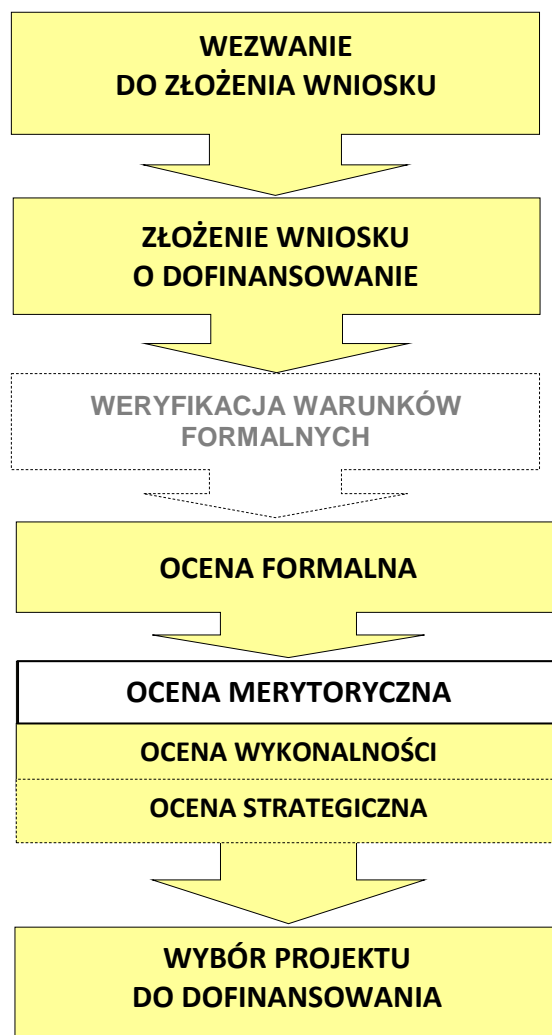 WEZWANIE
DO ZŁOŻENIA WNIOSKU
ZŁOŻENIE WNIOSKU
O DOFINANSOWANIE
WERYFIKACJA WARUNKÓW
FORMALNYCH
OCENA FORMALNA
OCENA MERYTORYCZNA
OCENA WYKONALNOŚCI
OCENA STRATEGICZNA
WYBÓR PROJEKTU
DO DOFINANSOWANIA